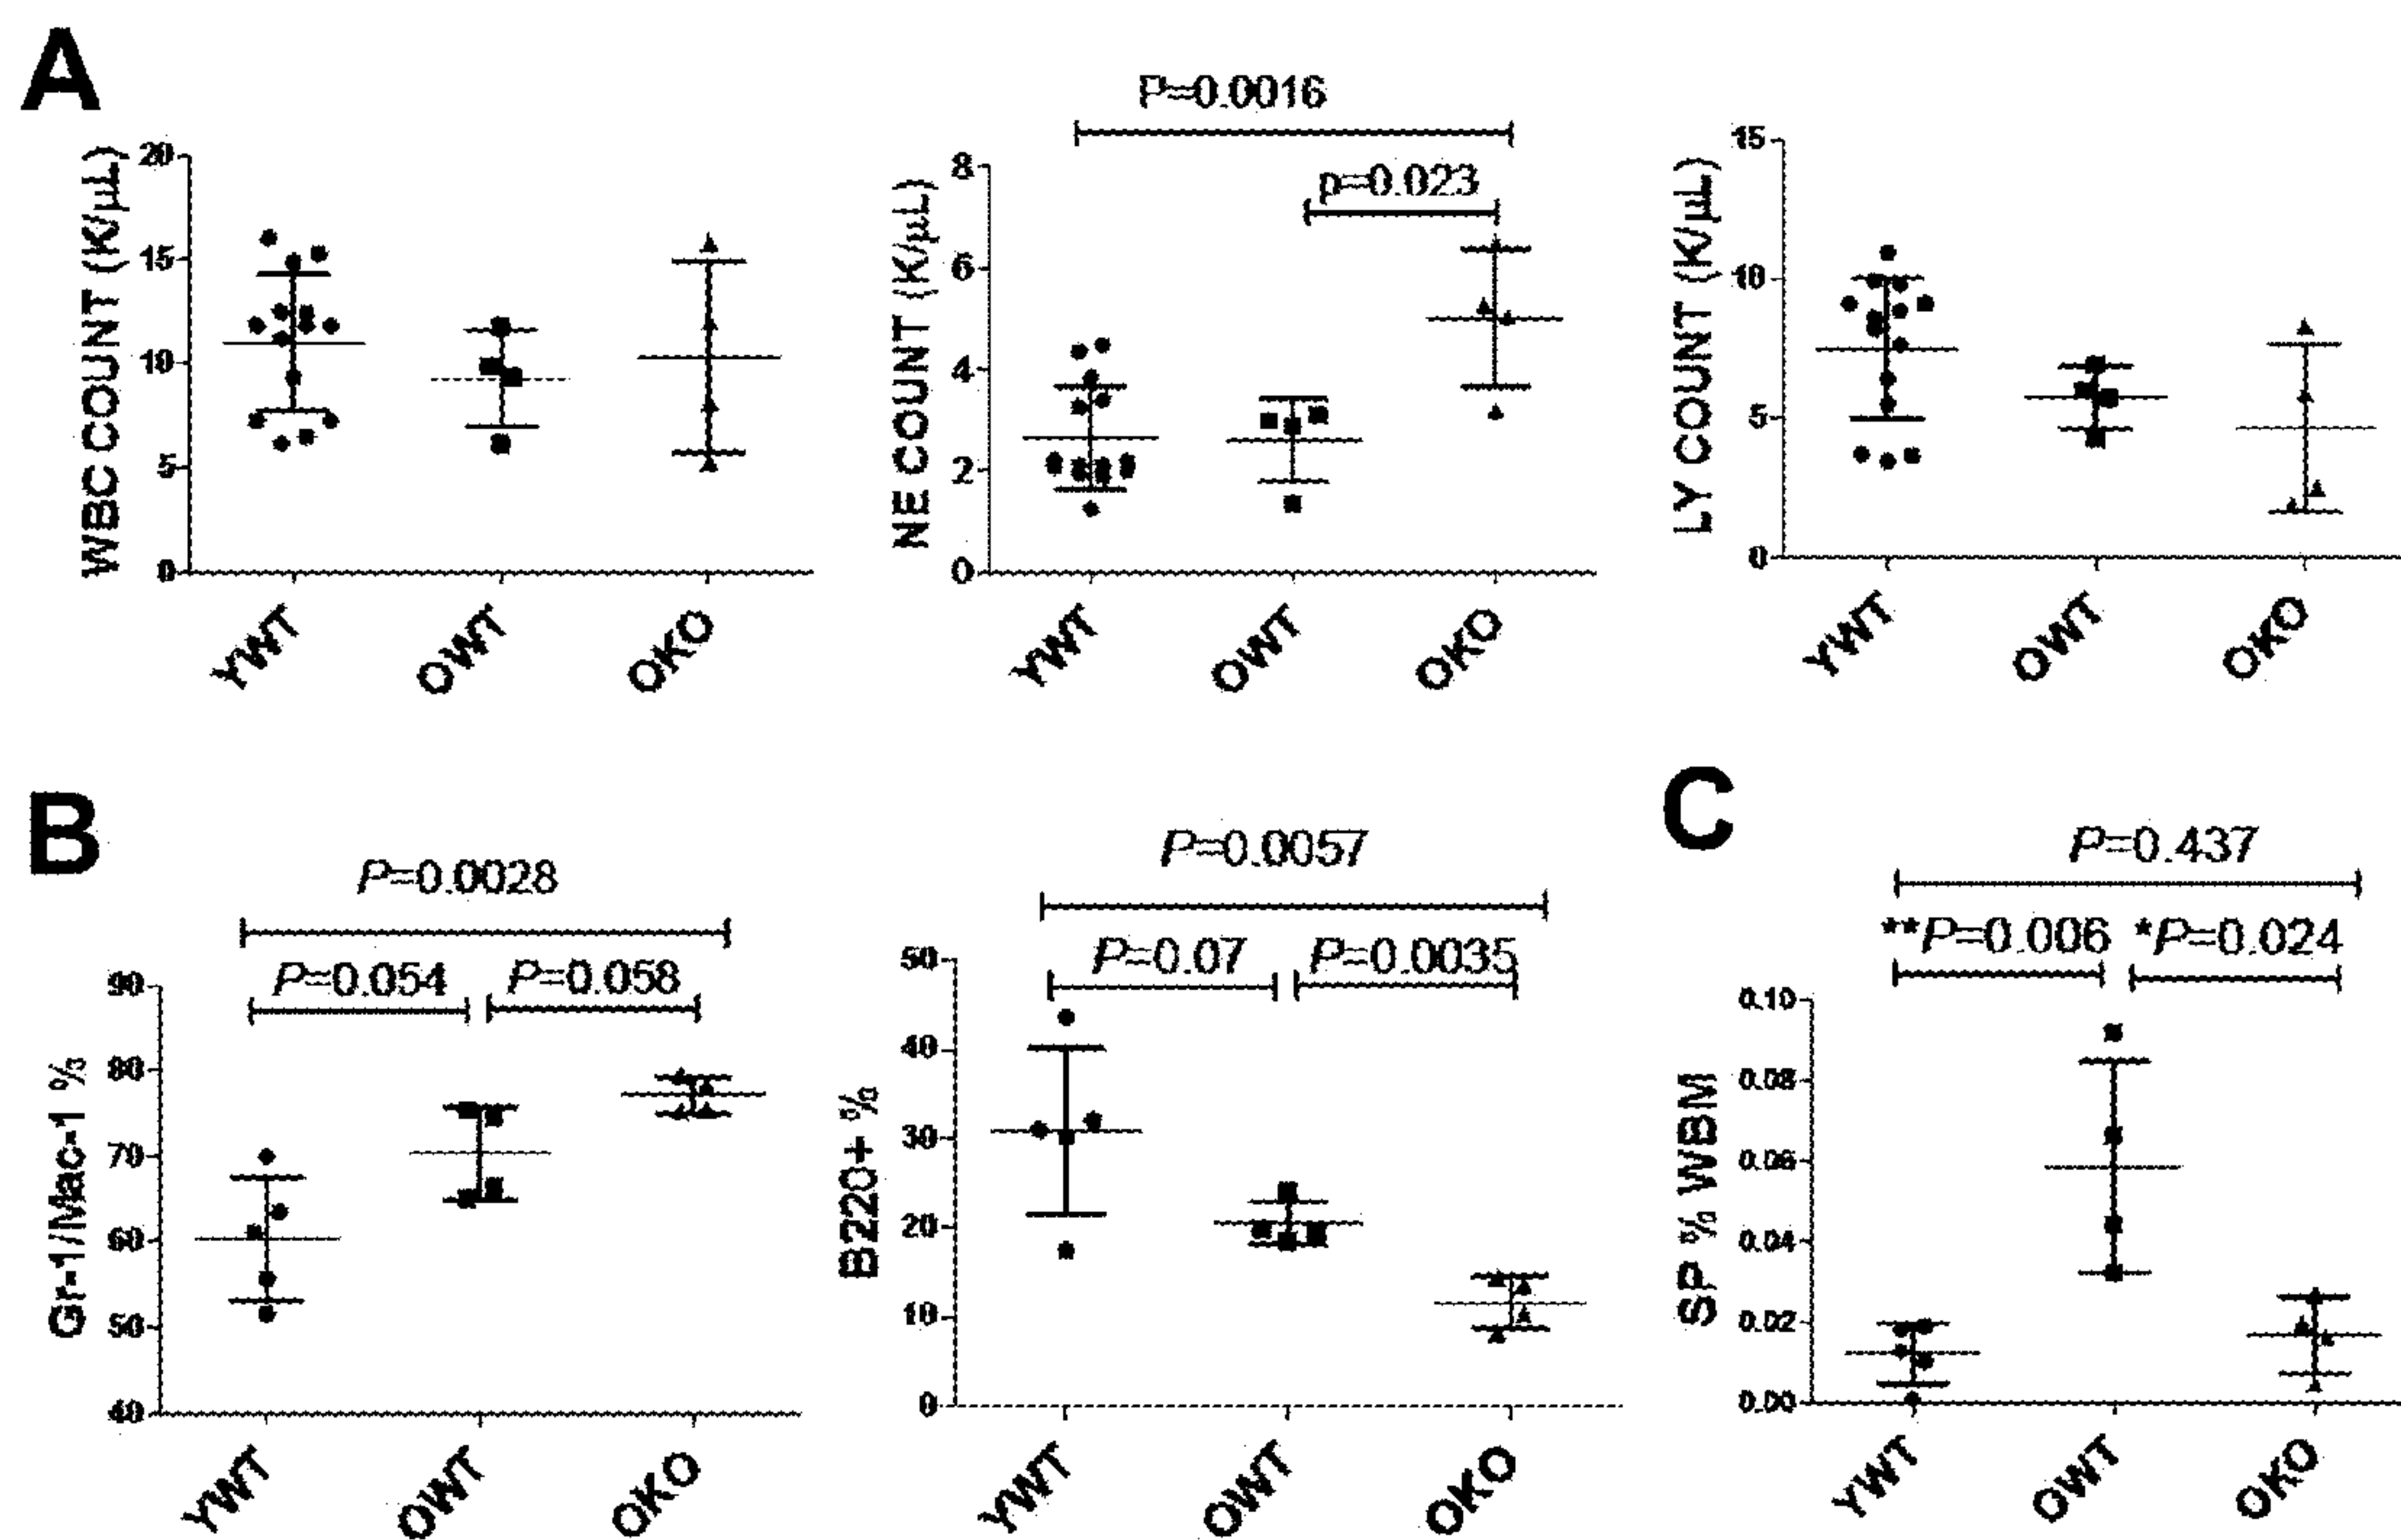 A
P=0.0016
p=0.023
WBC COUNT (K/µL)
20
15
10
5
0
YWT
OWT
OKO
NE COUNT (K/µL)
8
6
4
2
0
YWT
OWT
OKO
LY COUNT (K/µL)
15
10
5
0
YWT
OWT
OKO
B
P=0.0028
P=0.054
P=0.058
Gr-1/Mac-1 %
90
80
70
60
50
40
YWT
OWT
OKO
P=0.0057
P=0.07
P=0.0035
B220+ %
50
40
30
20
10
0
YWT
OWT
OKO
C
P=0.437
**P=0.006 *P=0.024
SP % WBM
0.10
0.08
0.06
0.04
0.02
0.00
YWT
OWT
OKO